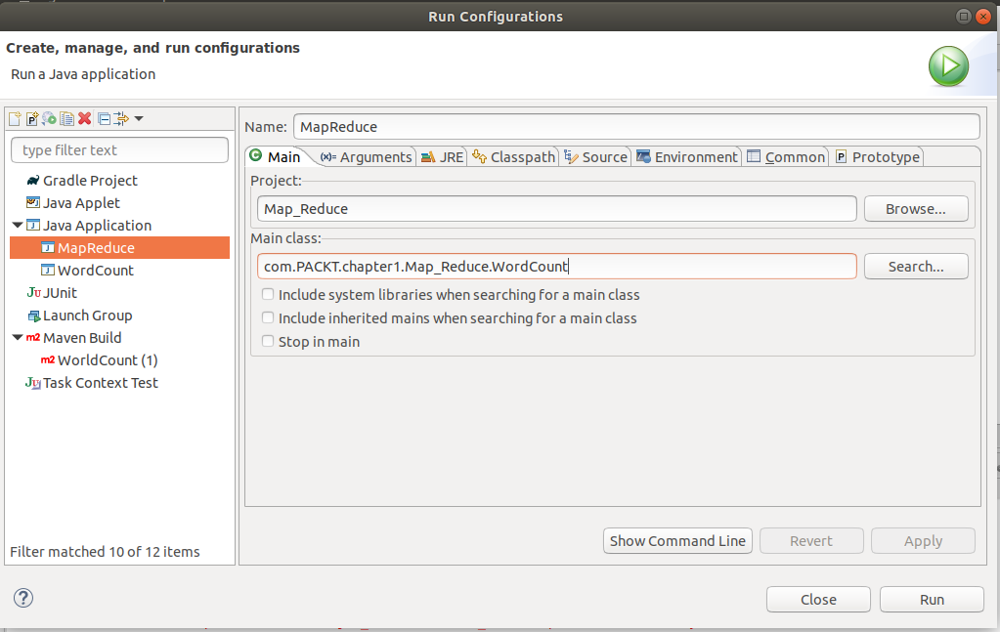 Run Configurations
Create, manage, and run configurations
Run a Java application
type filter text
Gradle Project
Java Applet
Java Application
MapReduce
WordCount
JUnit
Launch Group
Maven Build
WorldCount (1)
Task Context Test
Filter matched 10 of 12 items
Name: MapReduce
Main (x)= Arguments JRE Classpath Source Environment Common Prototype
Project:
Map_Reduce Browse...
Main class:
com.PACKT.chapter1.Map_Reduce.WordCount Search...
Include system libraries when searching for a main class
Include inherited mains when searching for a main class
Stop in main
Show Command Line Revert Apply
Close Run